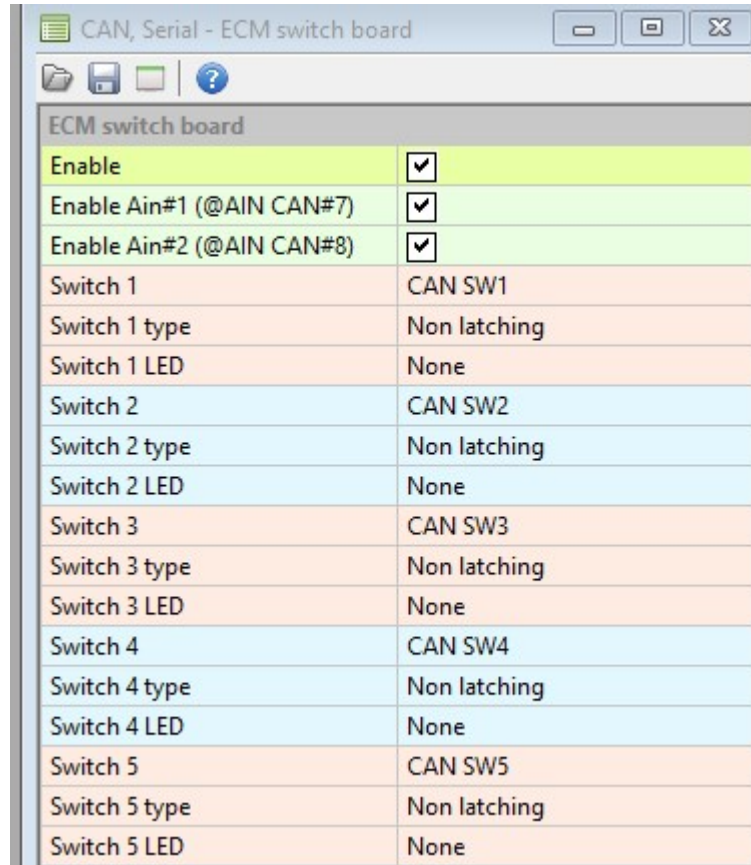 CAN, Serial - ECM switch board
ECM switch board
Enable
Enable Ain#1 (@AIN CAN#7)
Enable Ain#2 (@AIN CAN#8)
Switch 1 CAN SW1
Switch 1 type Non latching
Switch 1 LED None
Switch 2 CAN SW2
Switch 2 type Non latching
Switch 2 LED None
Switch 3 CAN SW3
Switch 3 type Non latching
Switch 3 LED None
Switch 4 CAN SW4
Switch 4 type Non latching
Switch 4 LED None
Switch 5 CAN SW5
Switch 5 type Non latching
Switch 5 LED None